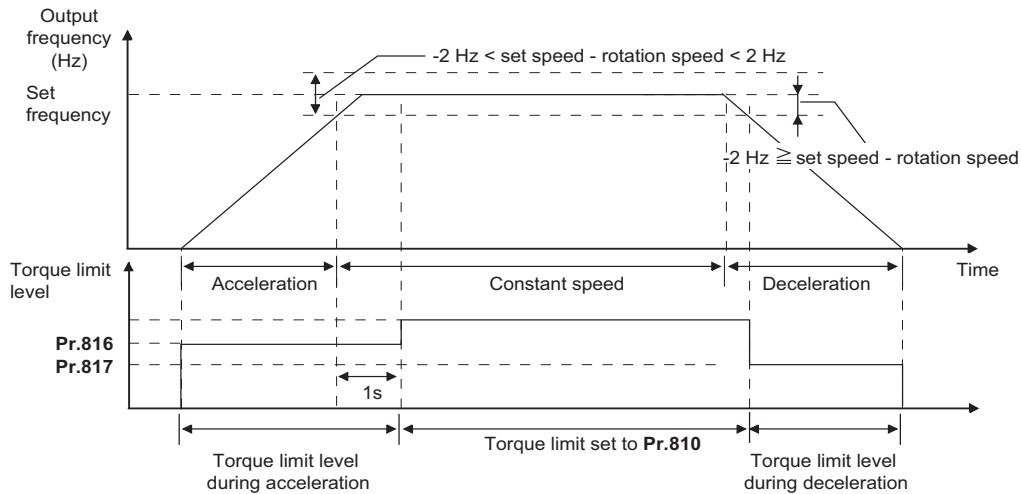 Output
frequency
(Hz)
-2 Hz < set speed - rotation speed < 2 Hz
Set
frequency
-2 Hz ≧ set speed - rotation speed
Time
Acceleration
Constant speed
Deceleration
Torque limit
level
Pr.816
Pr.817
1s
Torque limit level
during acceleration
Torque limit set to Pr.810
Torque limit level
during deceleration